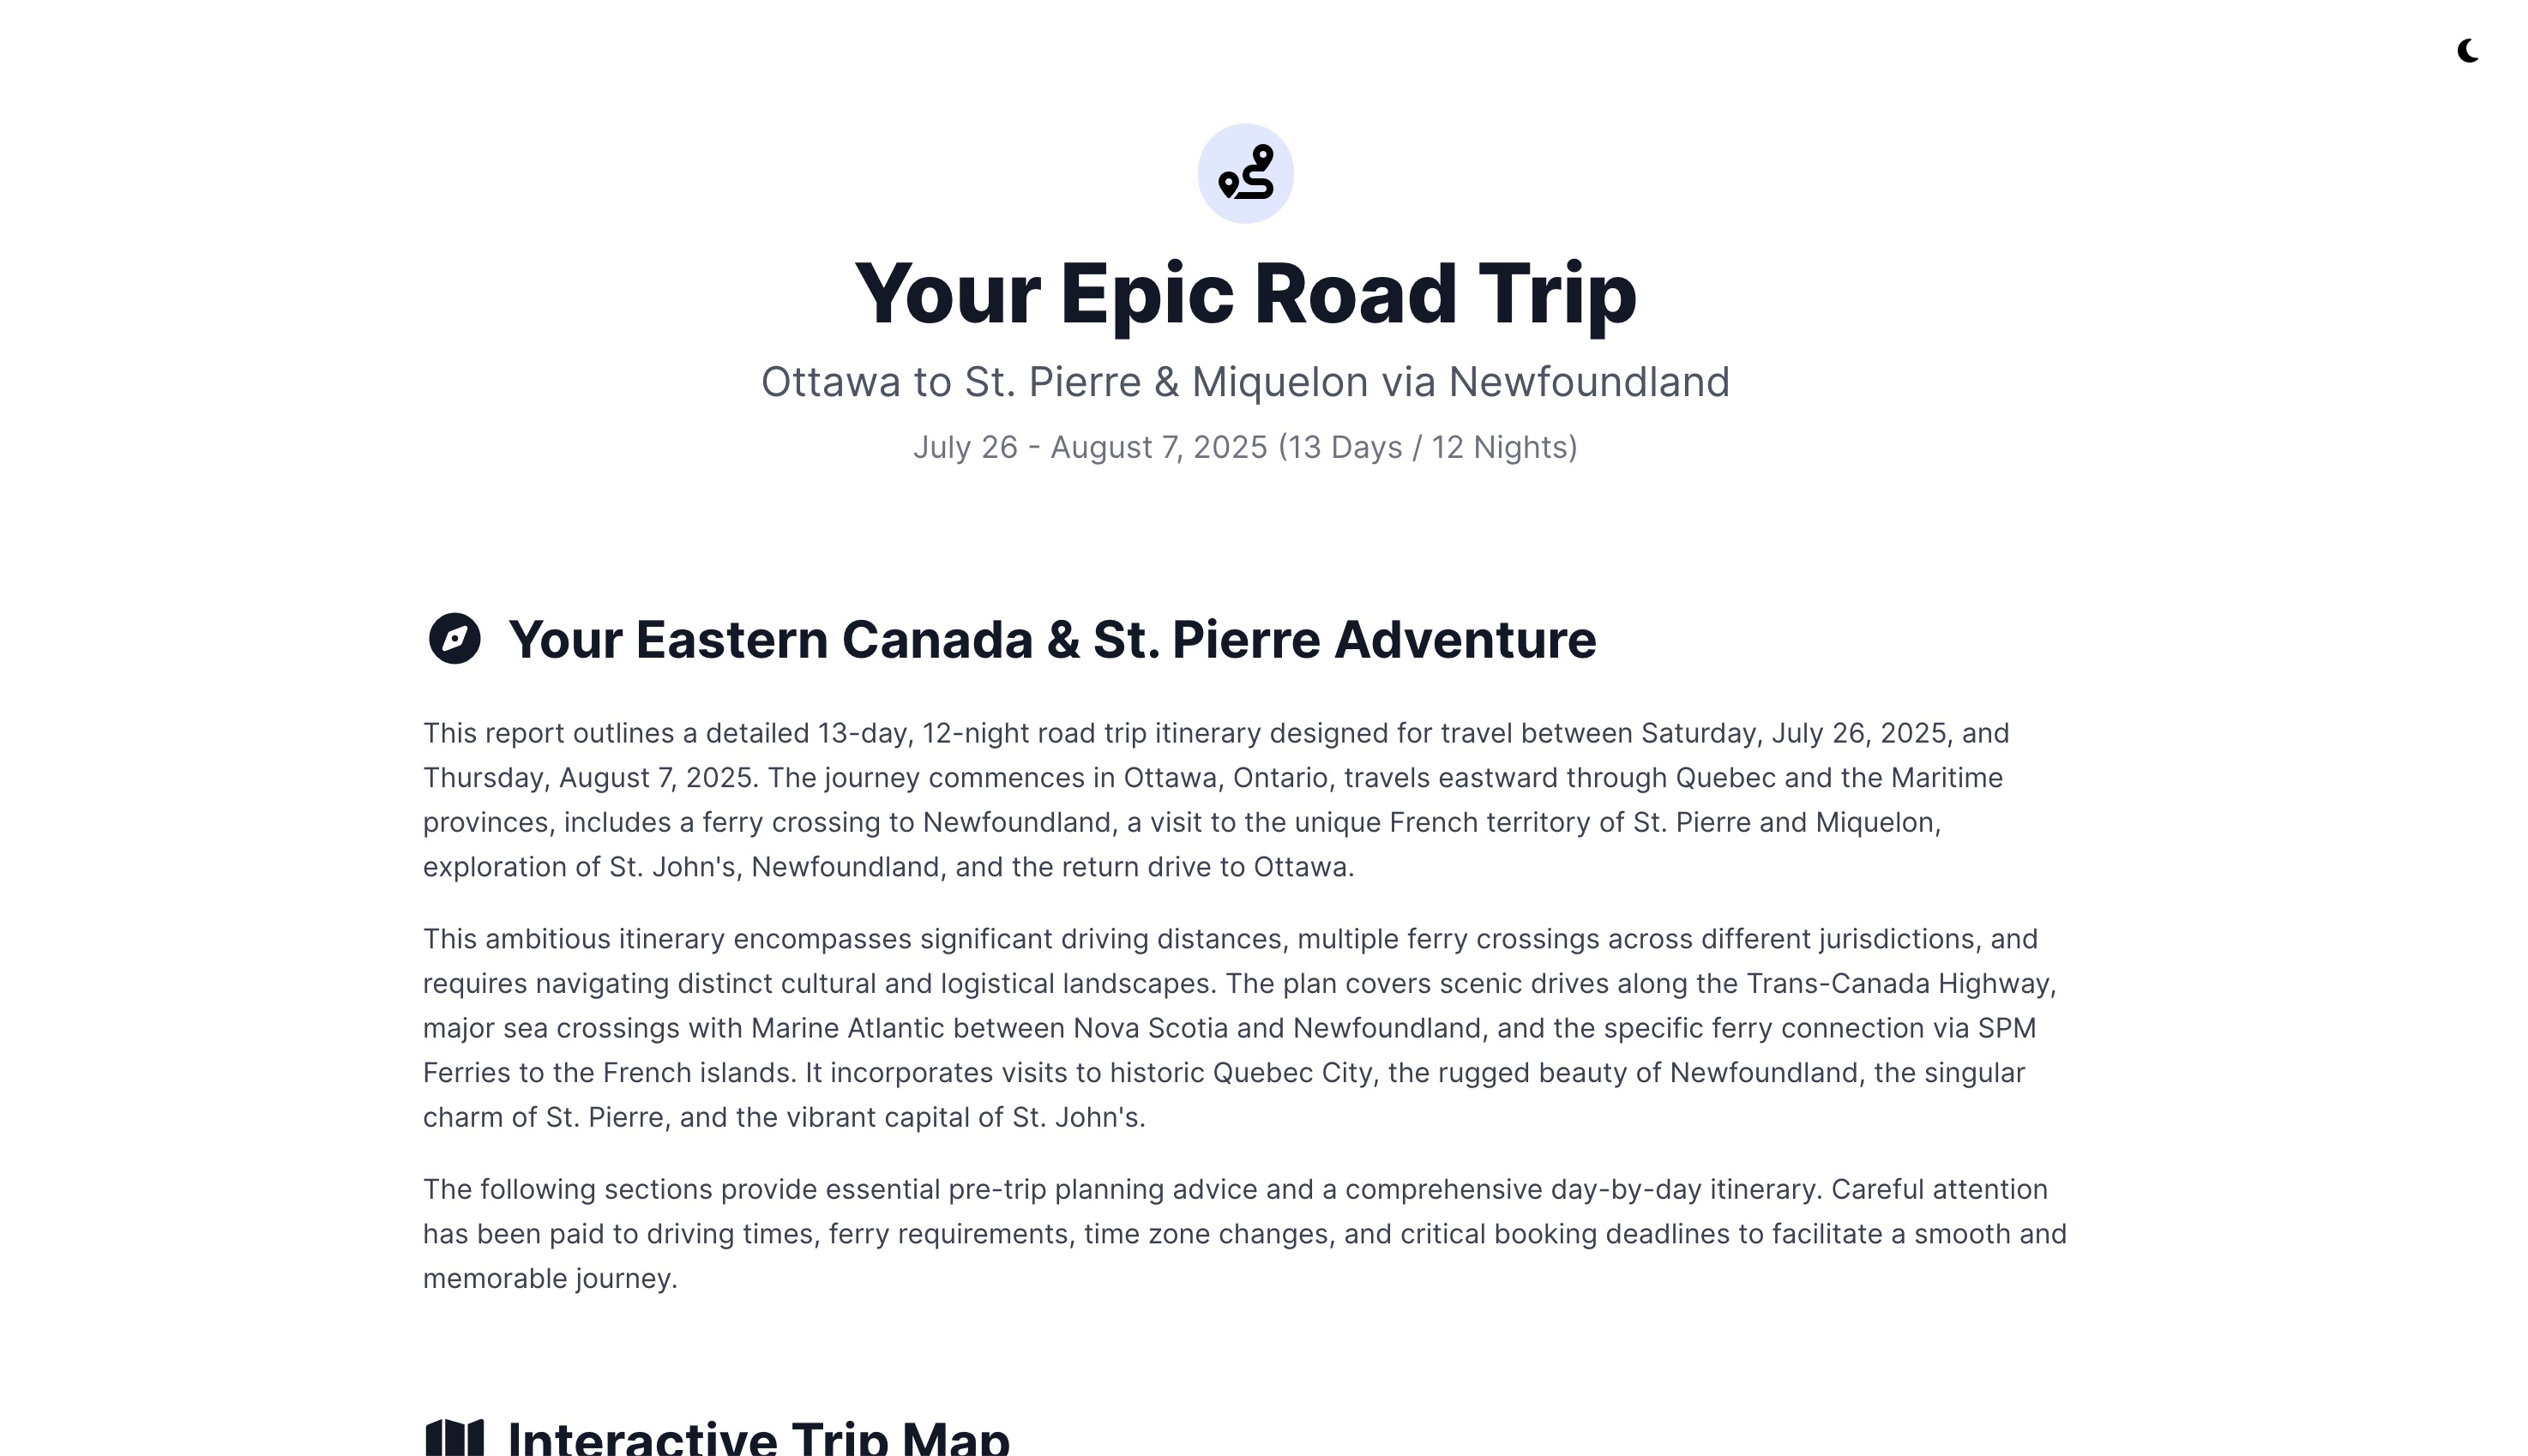 Your Epic Road Trip
Ottawa to St. Pierre & Miquelon via Newfoundland
July 26 - August 7, 2025 (13 Days / 12 Nights)
Your Eastern Canada & St. Pierre Adventure
This report outlines a detailed 13-day, 12-night road trip itinerary designed for travel between Saturday, July 26, 2025, and
Thursday, August 7, 2025. The journey commences in Ottawa, Ontario, travels eastward through Quebec and the Maritime
provinces, includes a ferry crossing to Newfoundland, a visit to the unique French territory of St. Pierre and Miquelon,
exploration of St. John's, Newfoundland, and the return drive to Ottawa.
This ambitious itinerary encompasses significant driving distances, multiple ferry crossings across different jurisdictions, and
requires navigating distinct cultural and logistical landscapes. The plan covers scenic drives along the Trans-Canada Highway,
major sea crossings with Marine Atlantic between Nova Scotia and Newfoundland, and the specific ferry connection via SPM
Ferries to the French islands. It incorporates visits to historic Quebec City, the rugged beauty of Newfoundland, the singular
charm of St. Pierre, and the vibrant capital of St. John's.
The following sections provide essential pre-trip planning advice and a comprehensive day-by-day itinerary. Careful attention
has been paid to driving times, ferry requirements, time zone changes, and critical booking deadlines to facilitate a smooth and
memorable journey.
Interactive Trip Map